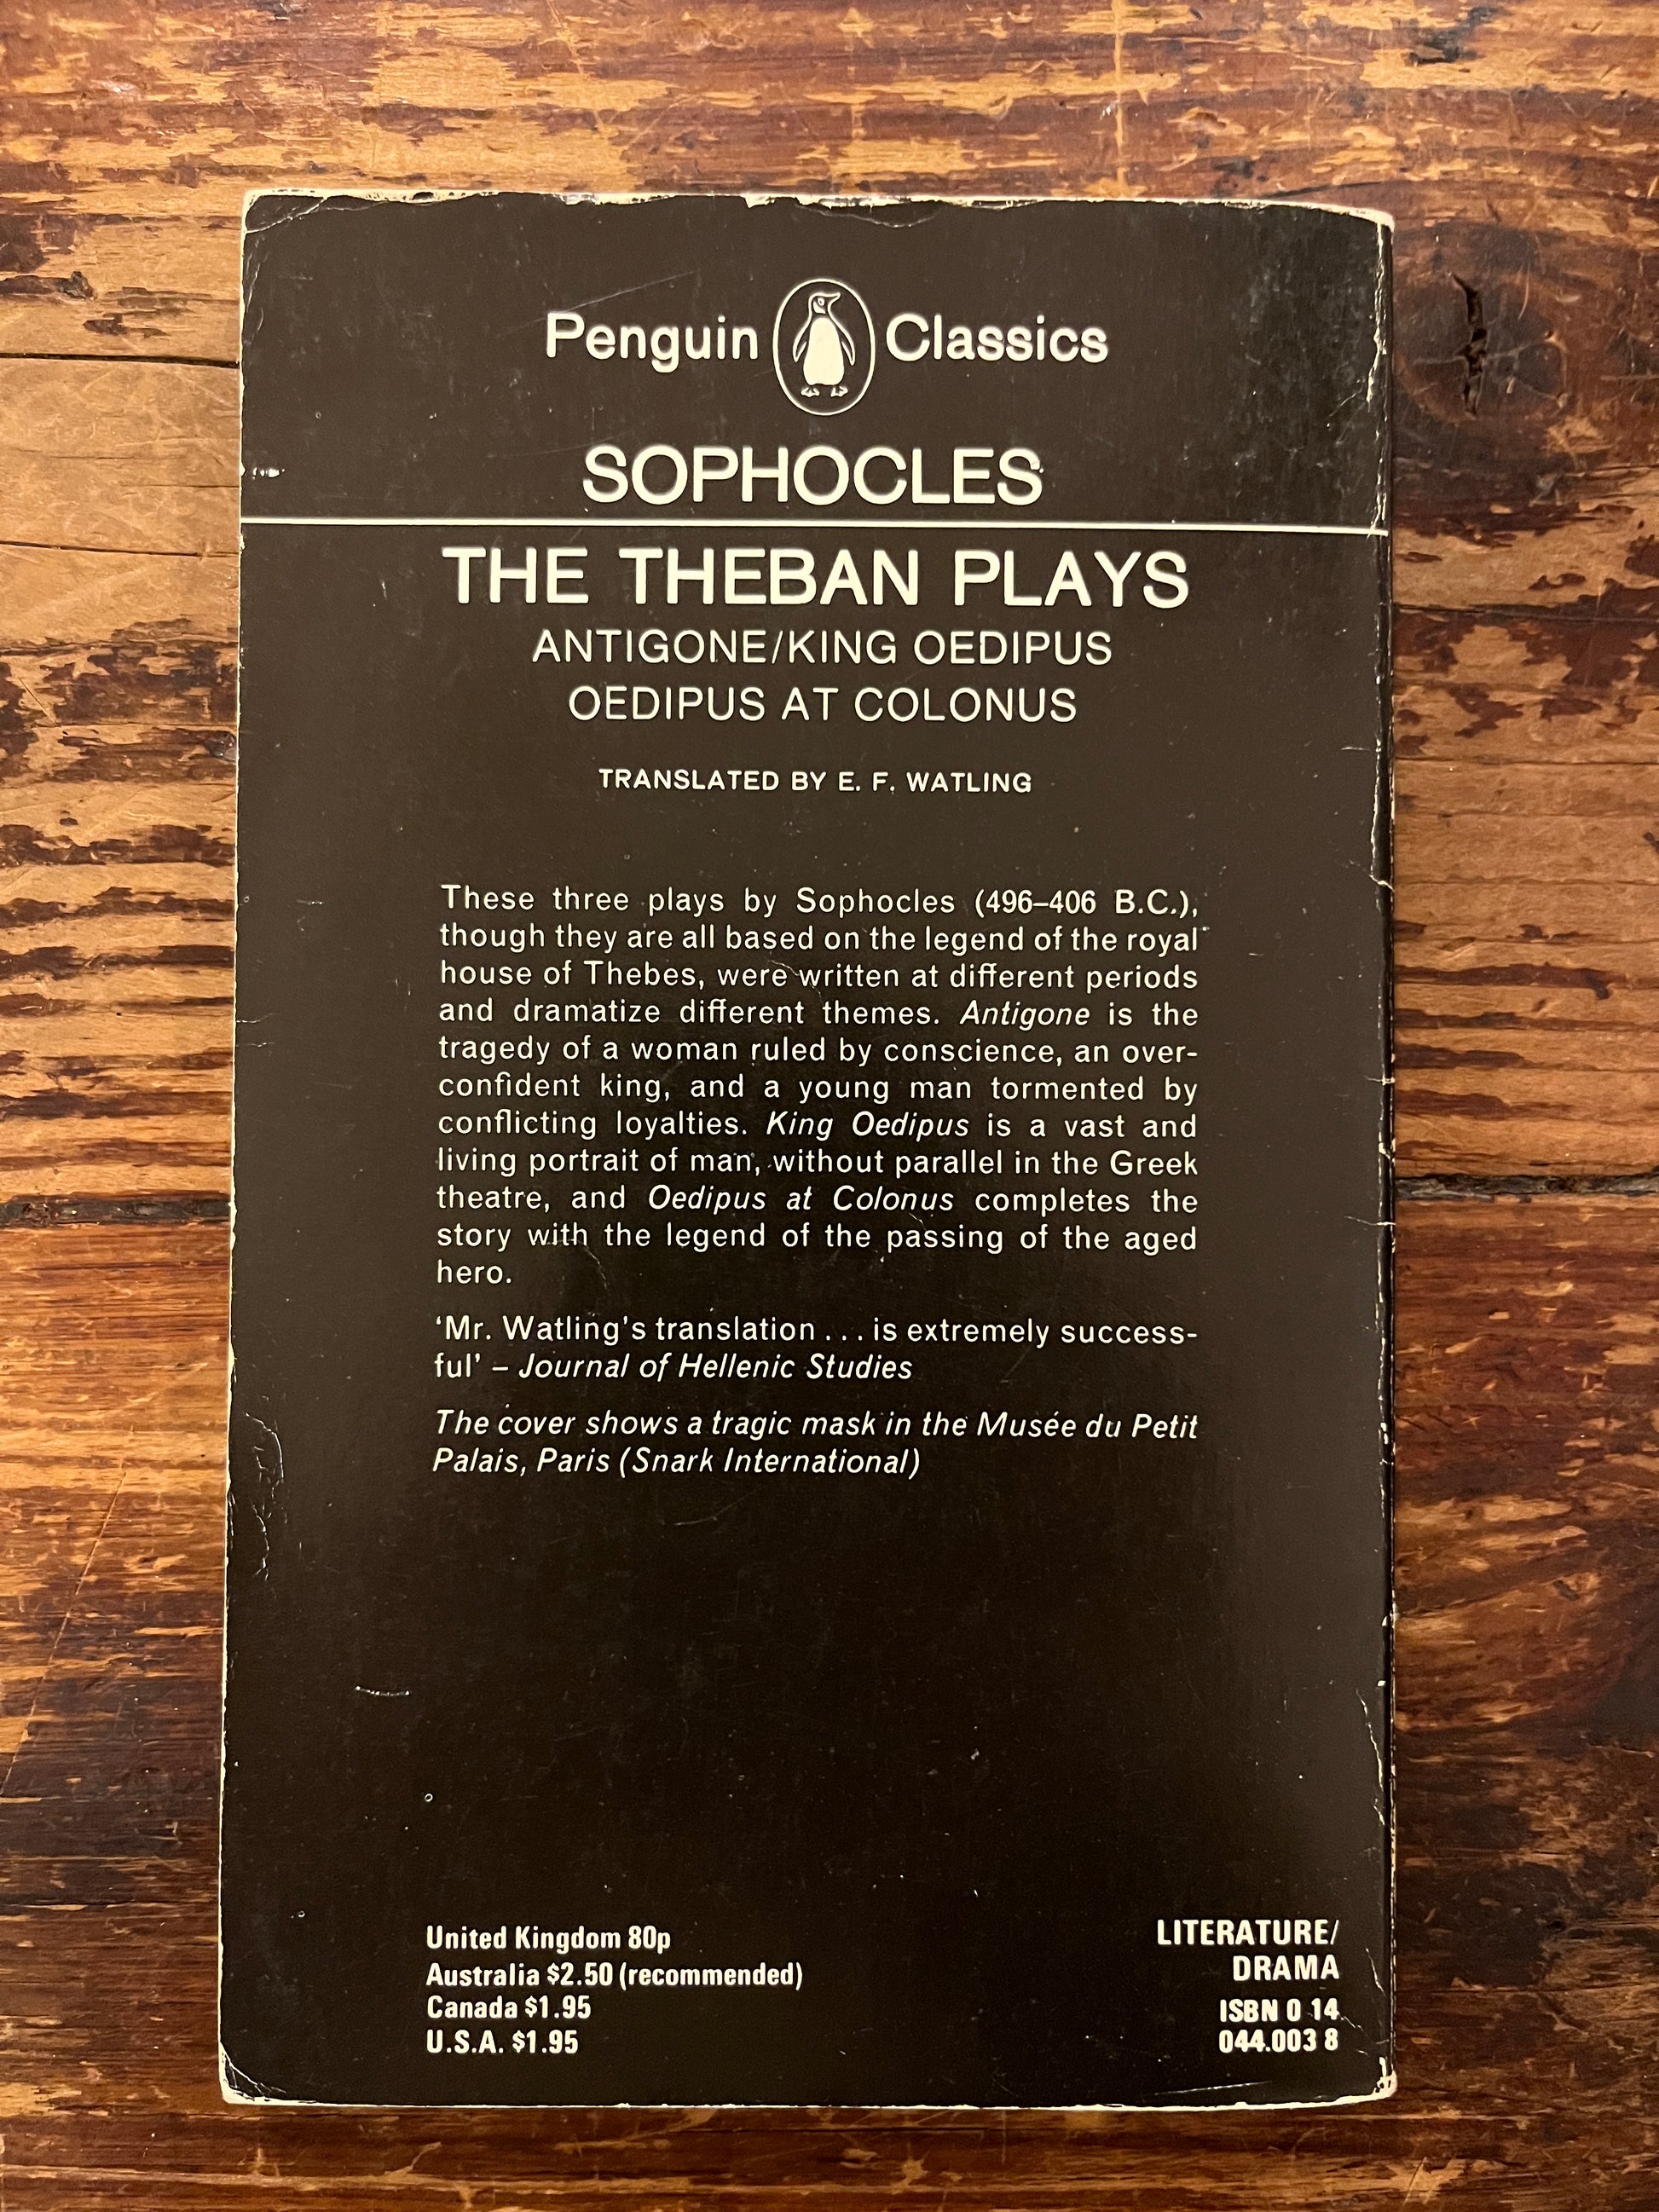 Penguin Classics
SOPHOCLES
THE THEBAN PLAYS
ANTIGONE/KING OEDIPUS
OEDIPUS AT COLONUS
TRANSLATED BY E. F. WATLING
These three plays by Sophocles (496–406 B.C.),
though they are all based on the legend of the royal
house of Thebes, were written at different periods
and dramatize different themes. Antigone is the
tragedy of a woman ruled by conscience, an over-
confident king, and a young man tormented by
conflicting loyalties. King Oedipus is a vast and
living portrait of man, without parallel in the Greek
theatre, and Oedipus at Colonus completes the
story with the legend of the passing of the aged
hero.
‘Mr. Watling’s translation . . . is extremely success-
ful’ – Journal of Hellenic Studies
The cover shows a tragic mask in the Musée du Petit
Palais, Paris (Snark International)
United Kingdom 80p
Australia $2.50 (recommended)
Canada $1.95
U.S.A. $1.95
LITERATURE/
DRAMA
ISBN 0 14
044.003 8